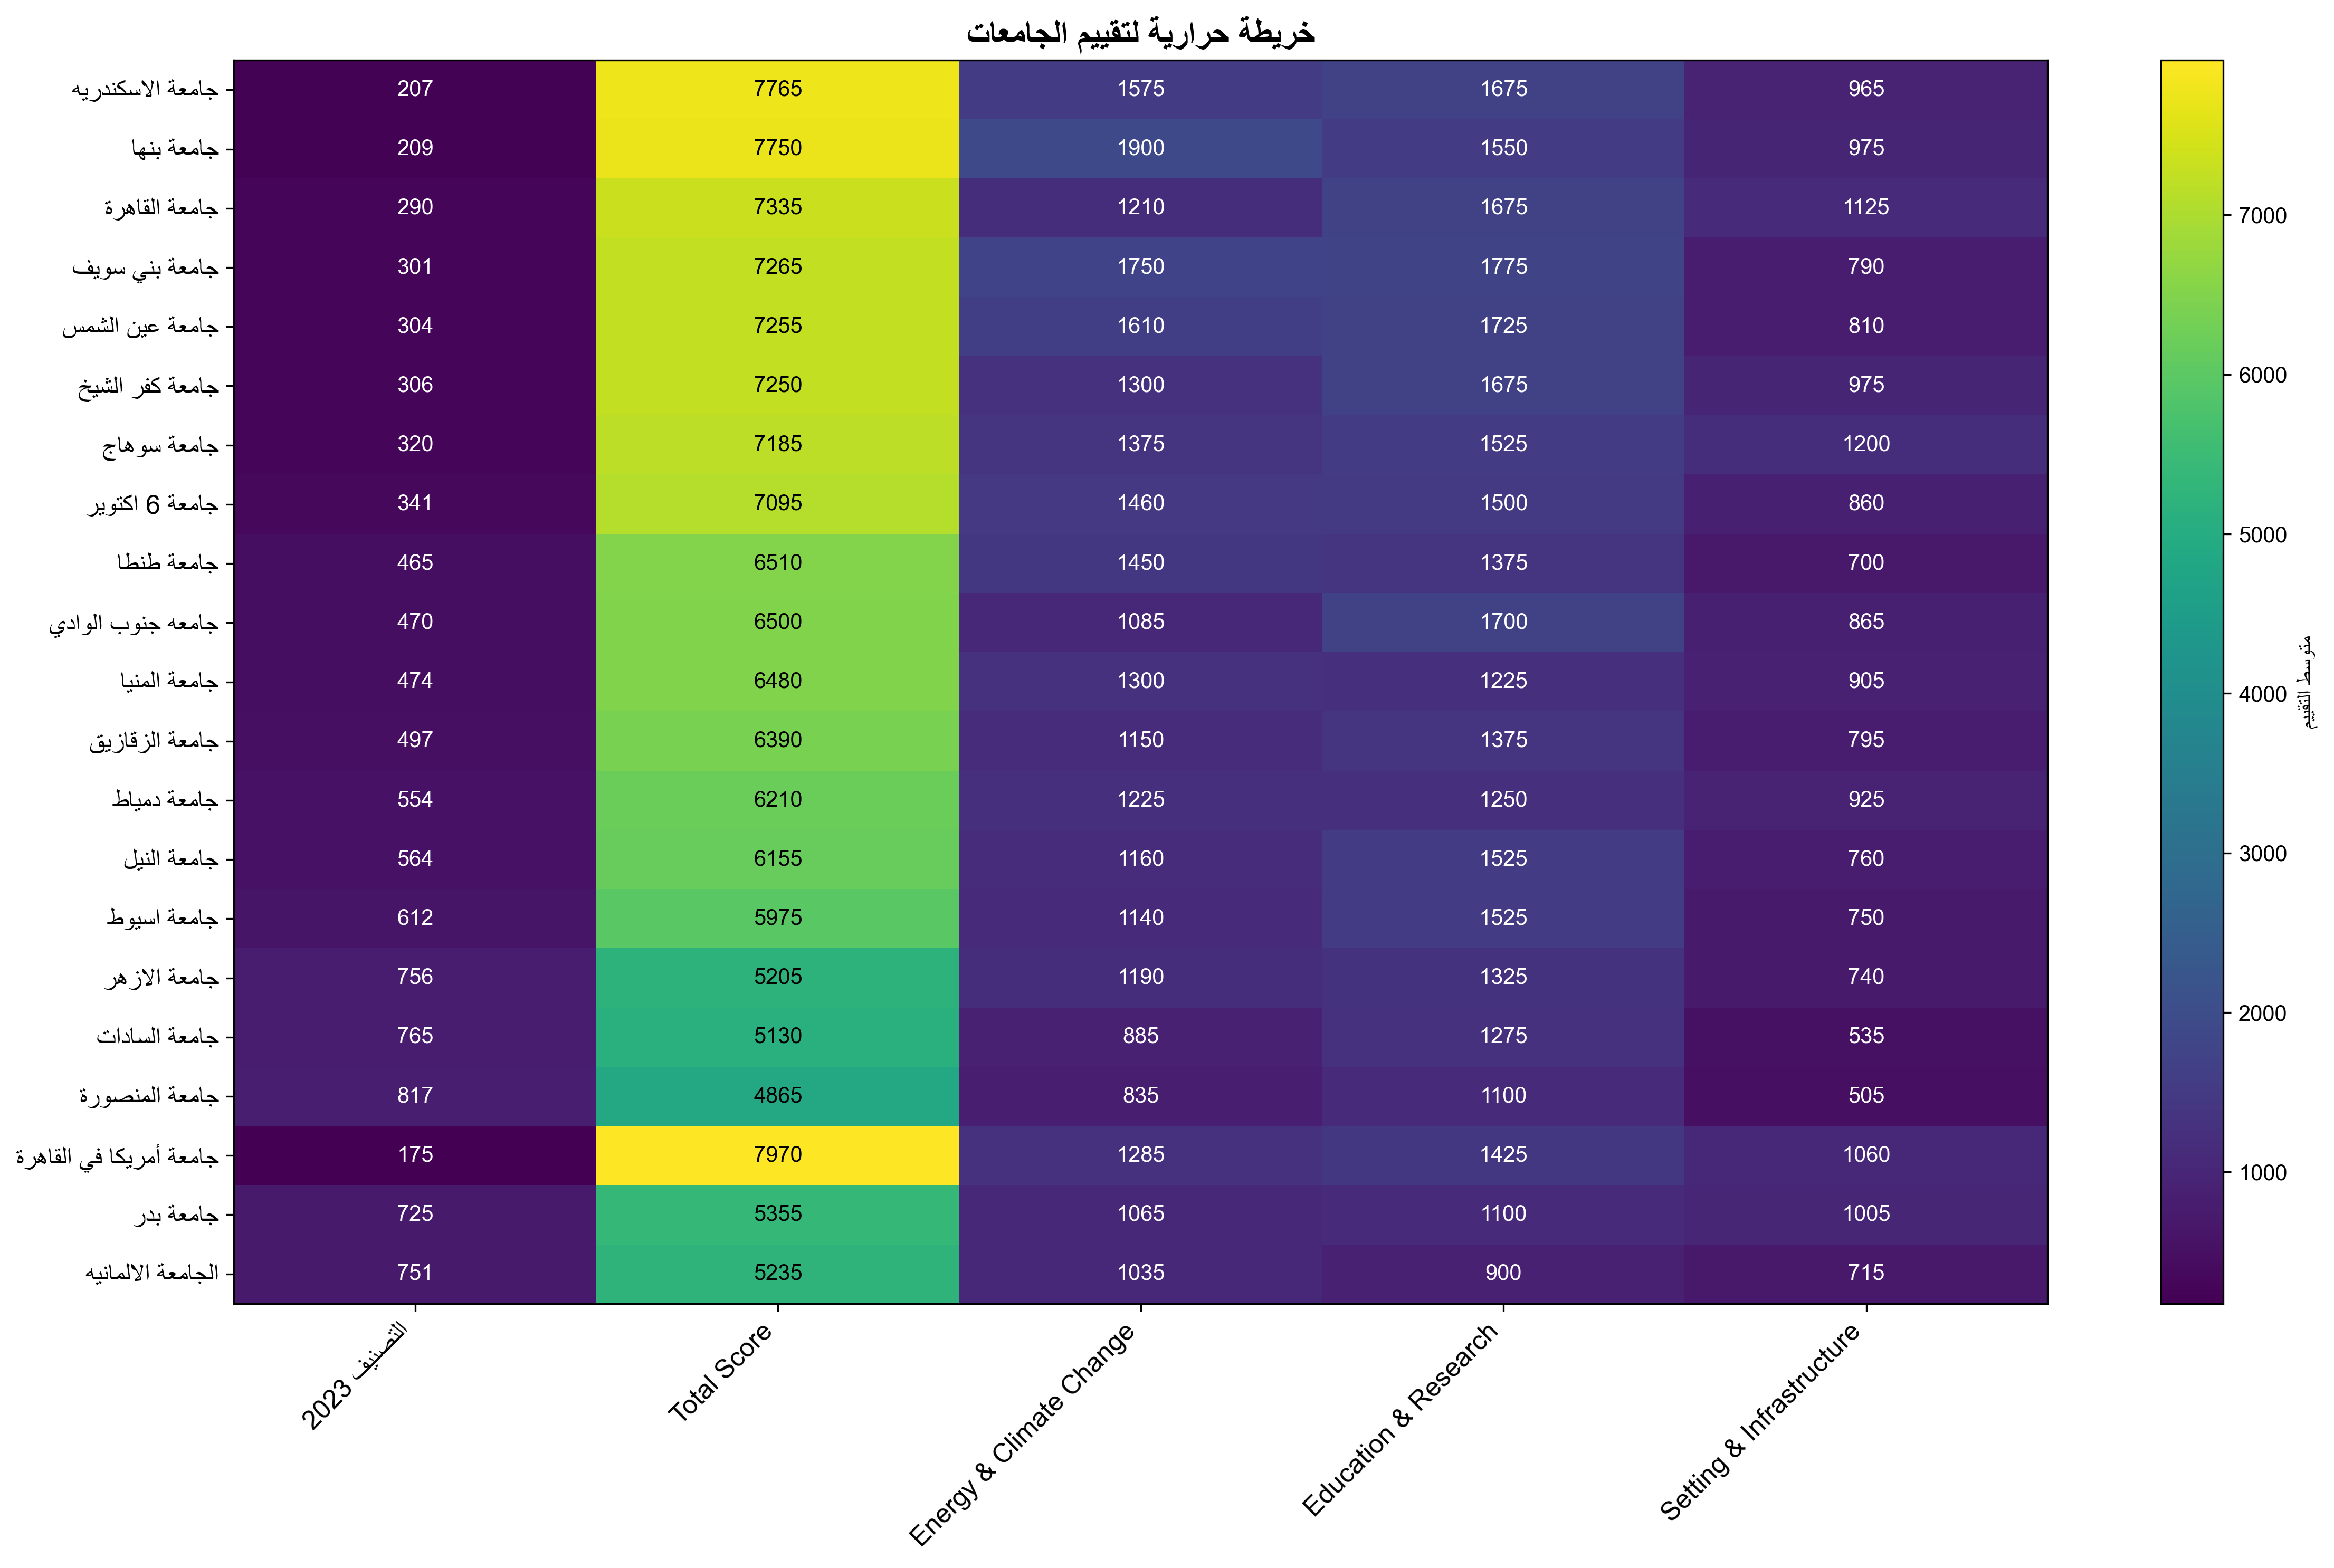 خريطة حرارية لتقييم الجامعات
جامعة الاسكندريه 207 7765 1575 1675 965
جامعة بنها 209 7750 1900 1550 975
جامعة القاهرة 290 7335 1210 1675 1125
جامعة بني سويف 301 7265 1750 1775 790
جامعة عين الشمس 304 7255 1610 1725 810
جامعة كفر الشيخ 306 7250 1300 1675 975
جامعة سوهاج 320 7185 1375 1525 1200
جامعة 6 اكتوير 341 7095 1460 1500 860
جامعة طنطا 465 6510 1450 1375 700
جامعه جنوب الوادي 470 6500 1085 1700 865
جامعة المنيا 474 6480 1300 1225 905
جامعة الزقازيق 497 6390 1150 1375 795
جامعة دمياط 554 6210 1225 1250 925
جامعة النيل 564 6155 1160 1525 760
جامعة اسيوط 612 5975 1140 1525 750
جامعة الازهر 756 5205 1190 1325 740
جامعة السادات 765 5130 885 1275 535
جامعة المنصورة 817 4865 835 1100 505
جامعة أمريكا في القاهرة 175 7970 1285 1425 1060
جامعة بدر 725 5355 1065 1100 1005
الجامعة الالمانيه 751 5235 1035 900 715
التصنيف 2023
Total Score
Energy & Climate Change
Education & Research
Setting & Infrastructure
7000
6000
5000
4000
3000
2000
1000
متوسط التقييم